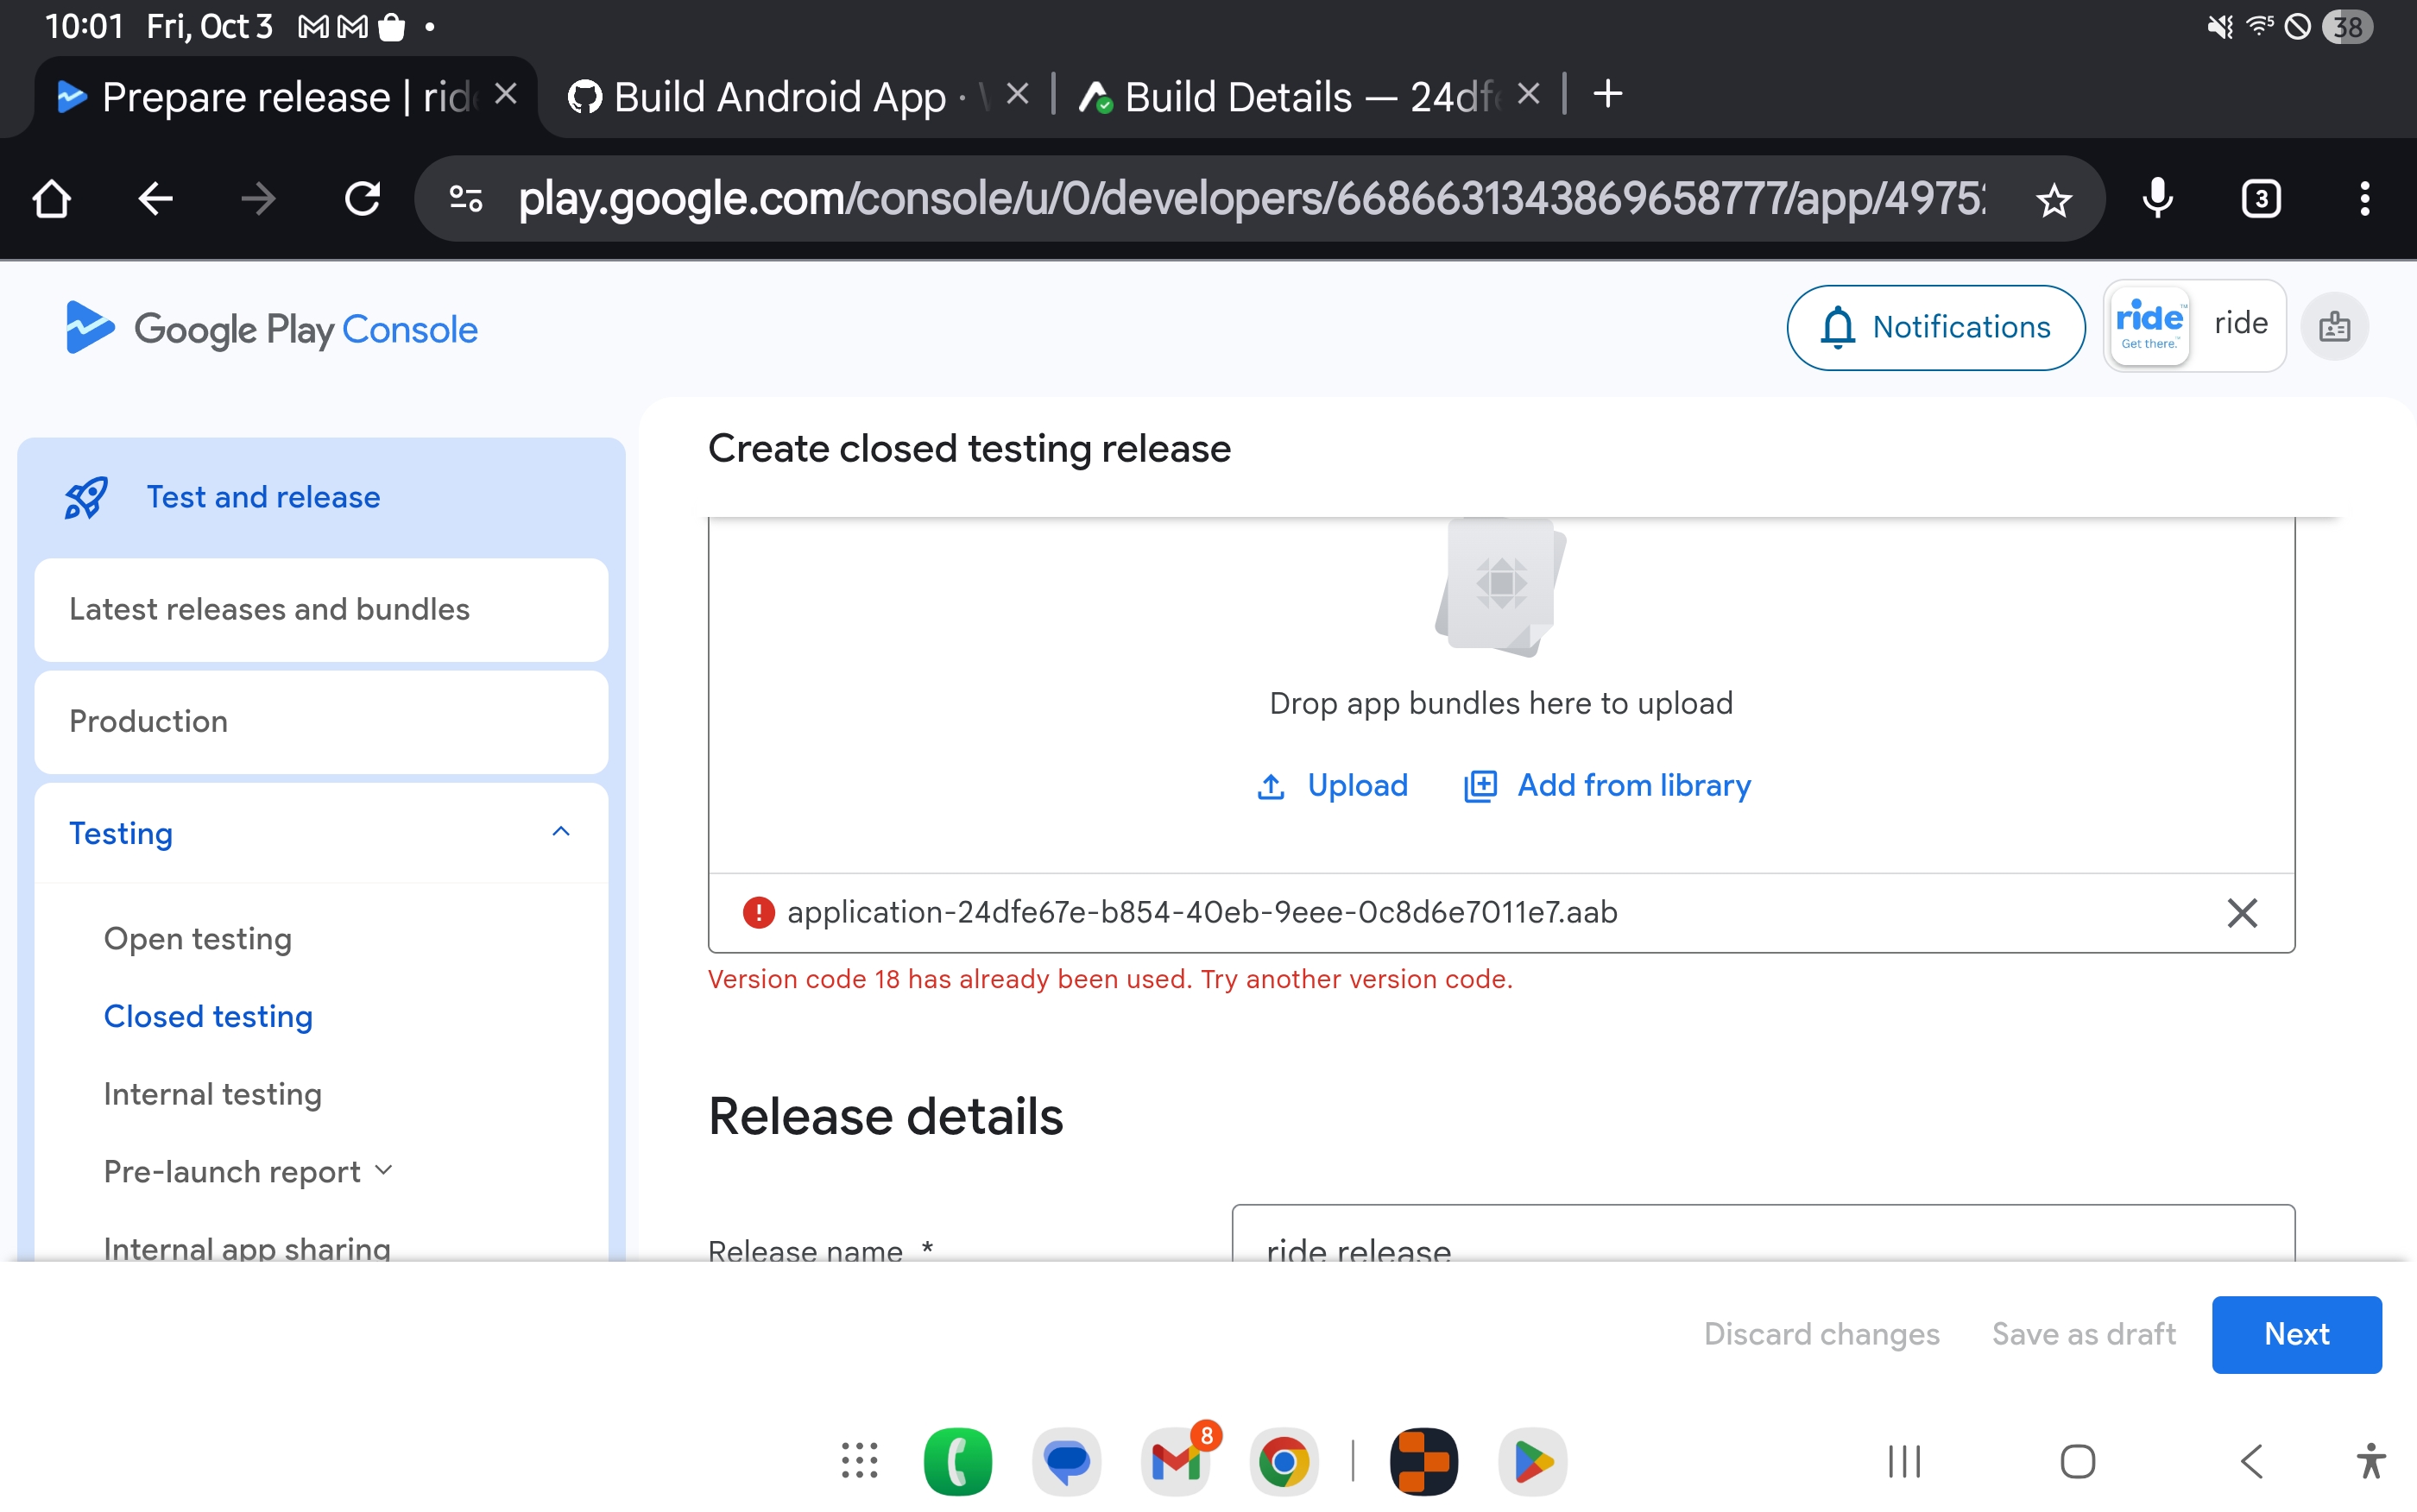 10:01 Fri, Oct 3
38
Prepare release | rid
Build Android App ·
Build Details — 24dfe
play.google.com/console/u/0/developers/6686631343869658777/app/4975
3
Google Play Console
Notifications
ride™
Get there.™
ride
Test and release
Latest releases and bundles
Production
Testing
Open testing
Closed testing
Internal testing
Pre-launch report
Internal app sharing
Create closed testing release
Drop app bundles here to upload
Upload
Add from library
application-24dfe67e-b854-40eb-9eee-0c8d6e7011e7.aab
Version code 18 has already been used. Try another version code.
Release details
Release name *
ride release
Discard changes
Save as draft
Next
8